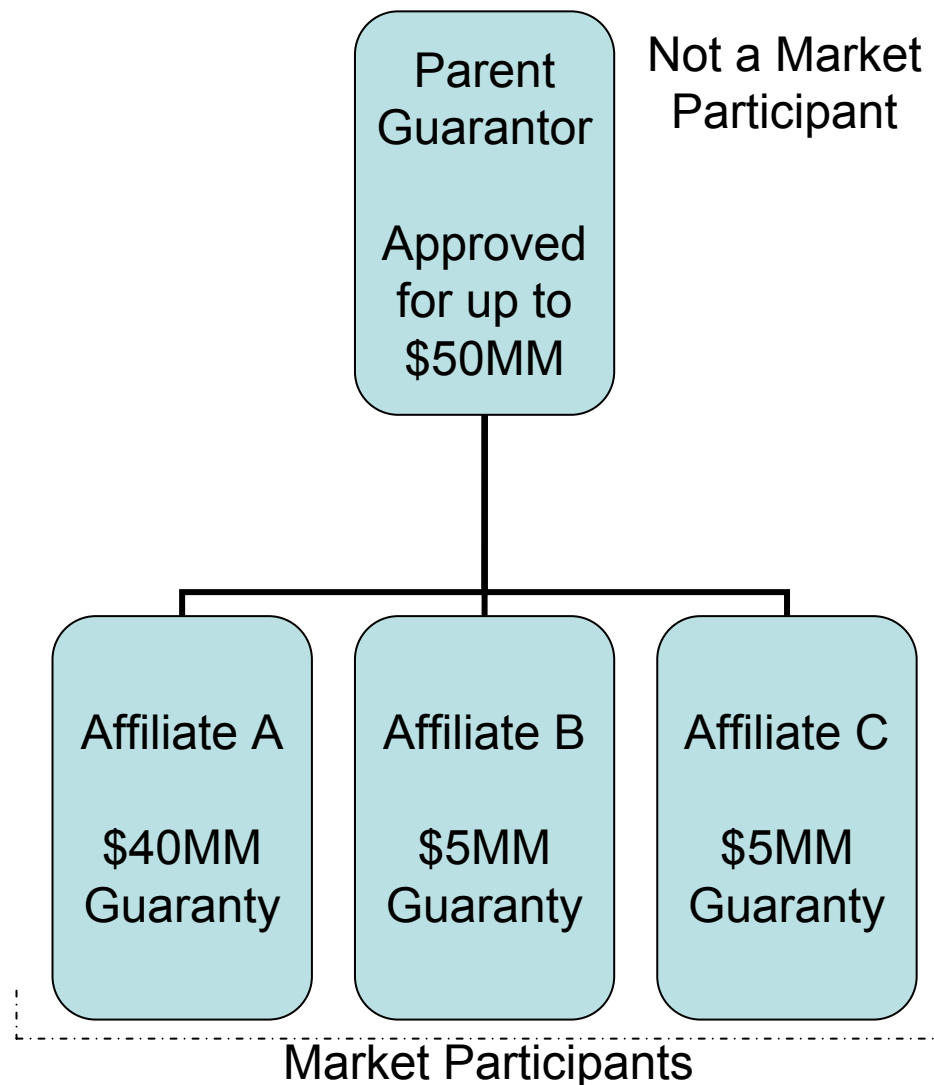 Parent
Guarantor
Approved
for up to
$50MM
Not a Market
Participant
Affiliate A
$40MM
Guaranty
Affiliate B
$5MM
Guaranty
Affiliate C
$5MM
Guaranty
Market Participants